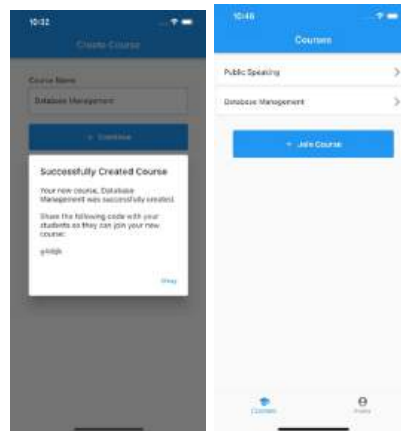 10:32
Create Course
Course Name
Database Management
+ Continue
Successfully Created Course
Your new course, Database
Management was successfully created.
Share the following code with your
students so they can join your new
course:
Okay
10:46
Courses
Public Speaking
Database Management
+ Join Course
Courses
Profile